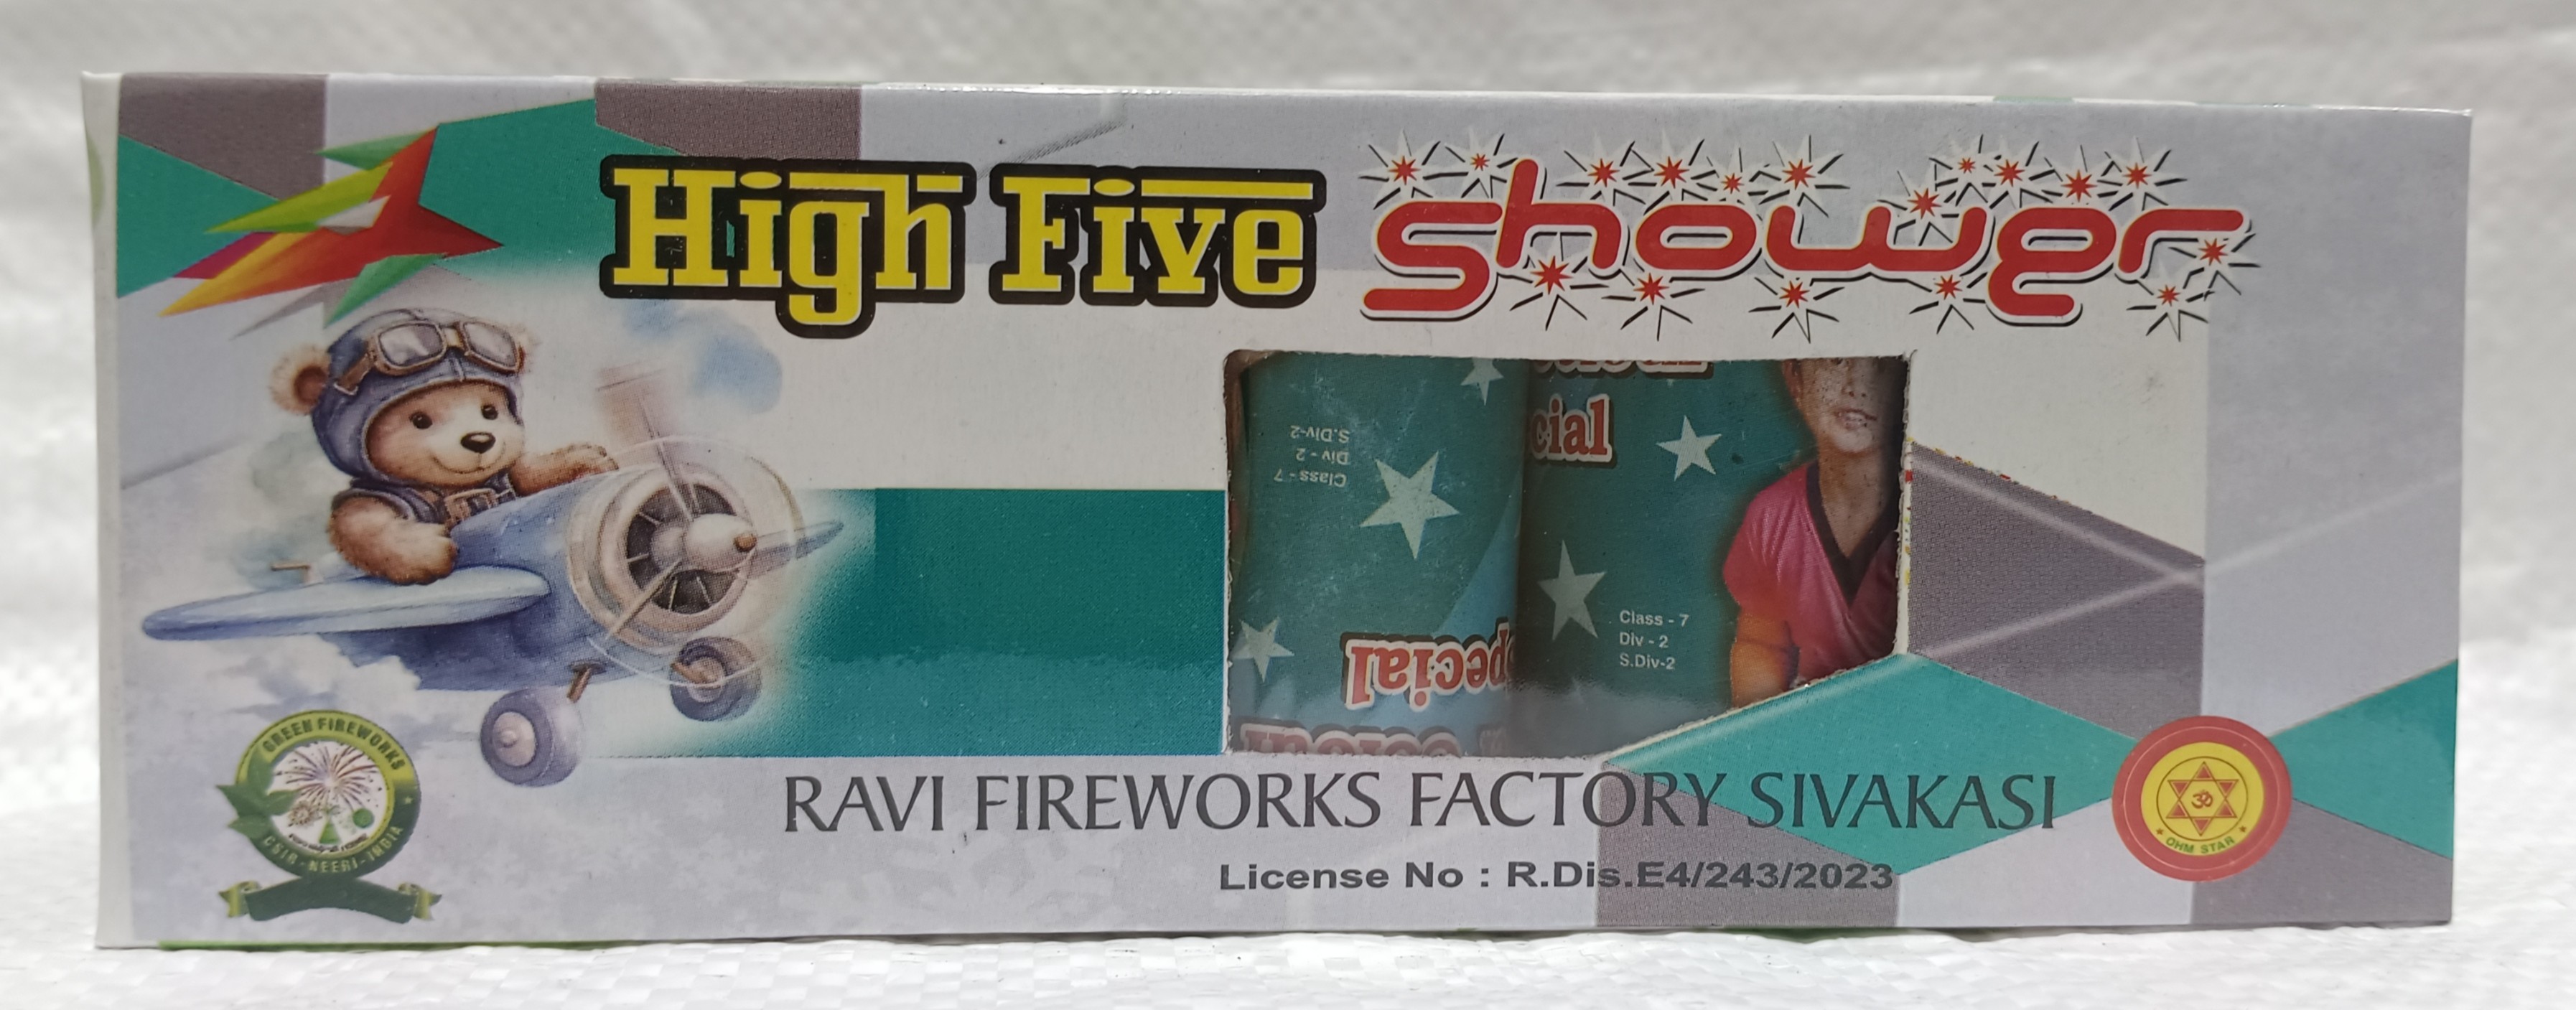 High Five Shower
S.Div-2
Div - 2
Class - 7
cial
Class - 7
Div - 2
S.Div-2
pecial
colour
GREEN FIREWORKS
CSIR-NEERI-INDIA
RAVI FIREWORKS FACTORY SIVAKASI
License No : R.Dis.E4/243/2023
ॐ
OHM STAR